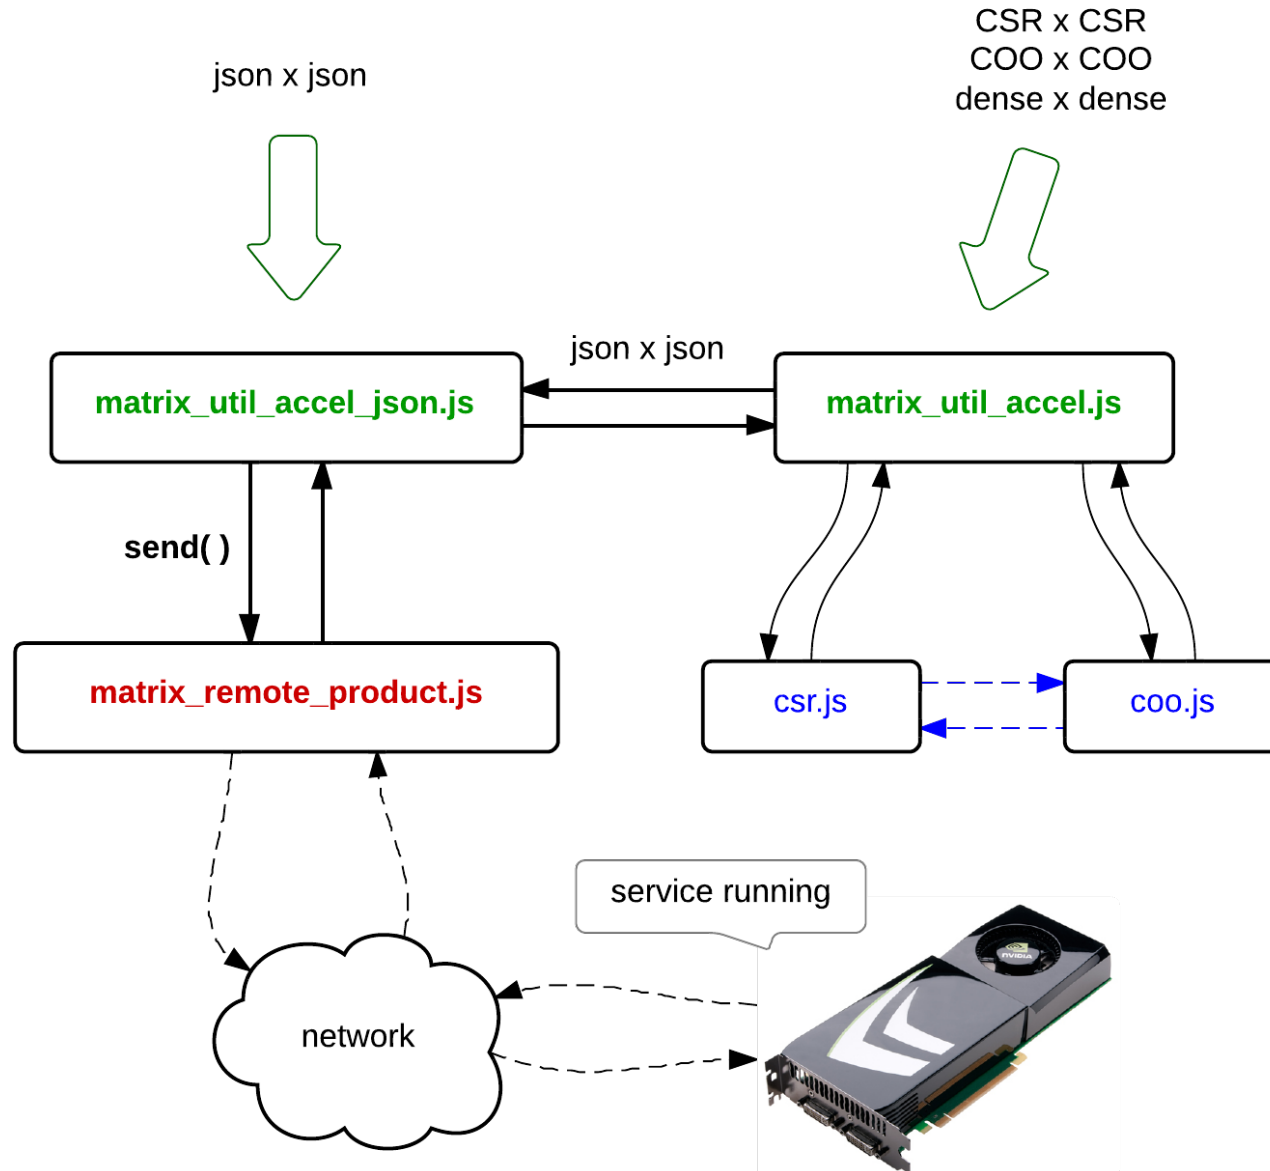 CSR x CSR
COO x COO
dense x dense
json x json
json x json
matrix_util_accel_json.js
matrix_util_accel.js
send( )
matrix_remote_product.js
csr.js
coo.js
service running
network
NVIDIA